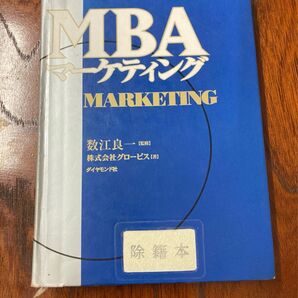 MBA
マーケティング
MARKETING
数江良一[監修]
株式会社グロービス[著]
ダイヤモンド社
除籍本